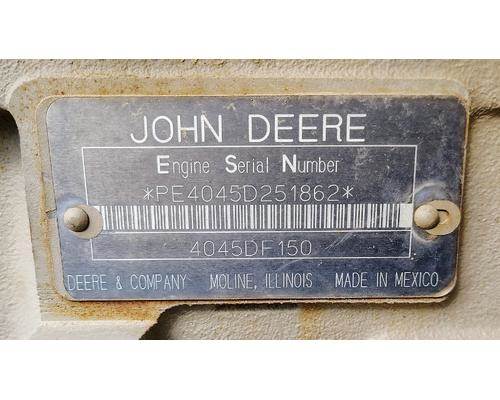 JOHN DEERE
Engine Serial Number
*PE4045D251862*
4045DF150
DEERE & COMPANY MOLINE, ILLINOIS MADE IN MEXICO